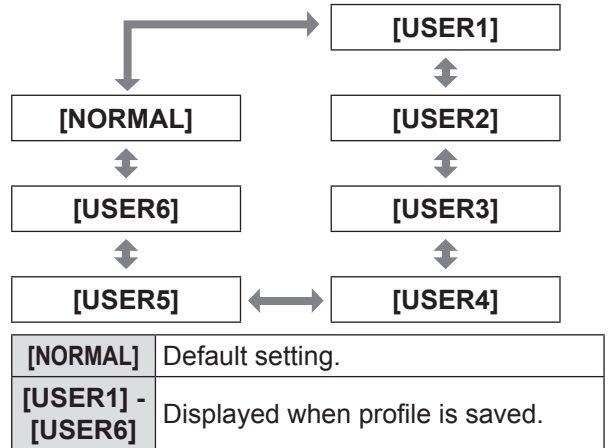 [USER1]
[NORMAL]
[USER2]
[USER6]
[USER3]
[USER5]
[USER4]
[NORMAL] Default setting.
[USER1] -
[USER6]
Displayed when profile is saved.